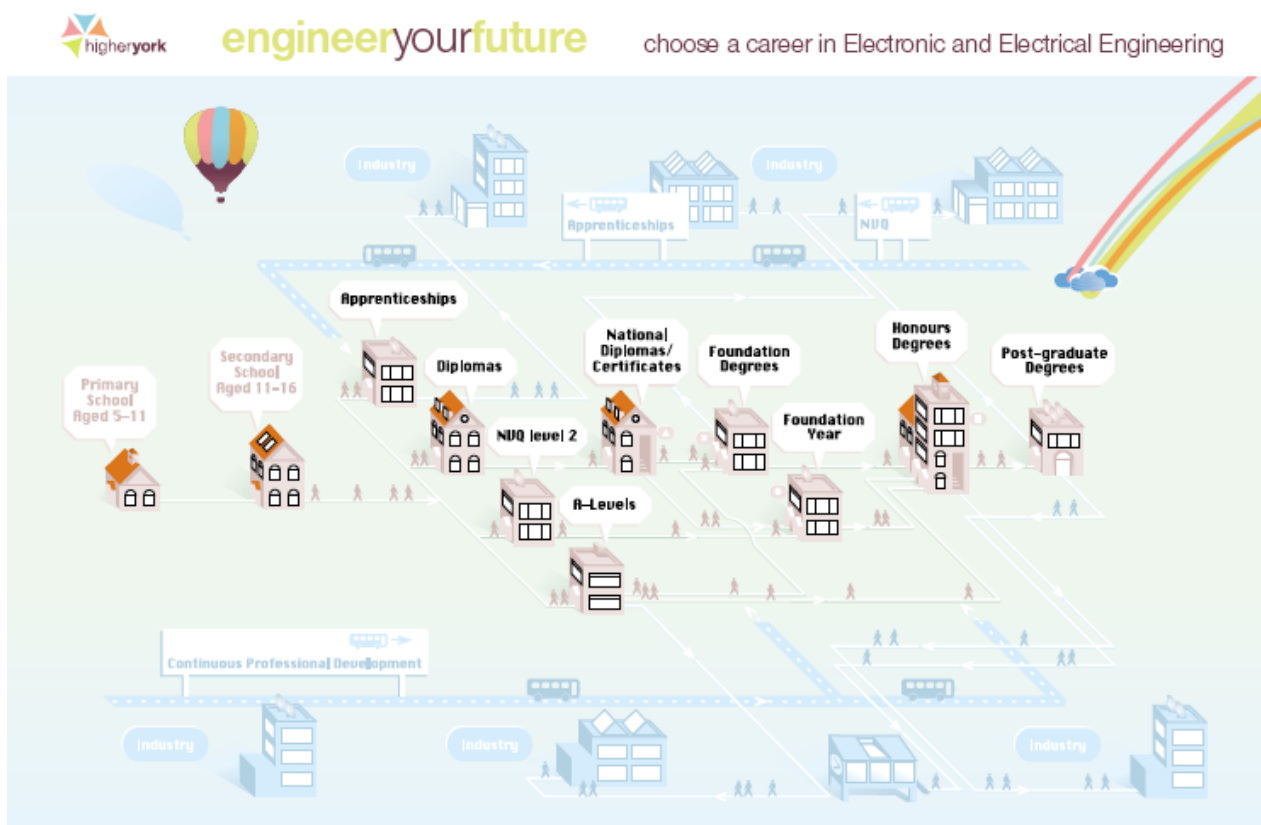 higheryork
engineeryourfuture
choose a career in Electronic and Electrical Engineering
Industry
Industry
Apprenticeships
NVQ
Apprenticeships
Secondary
School
Aged 11-16
Primary
School
Aged 5-11
Diplomas
NVQ level 2
National
Diplomas/
Certificates
Foundation
Degrees
Foundation
Year
Honours
Degrees
Post-graduate
Degrees
A-Levels
Continuous Professional Development
Industry
Industry
Industry